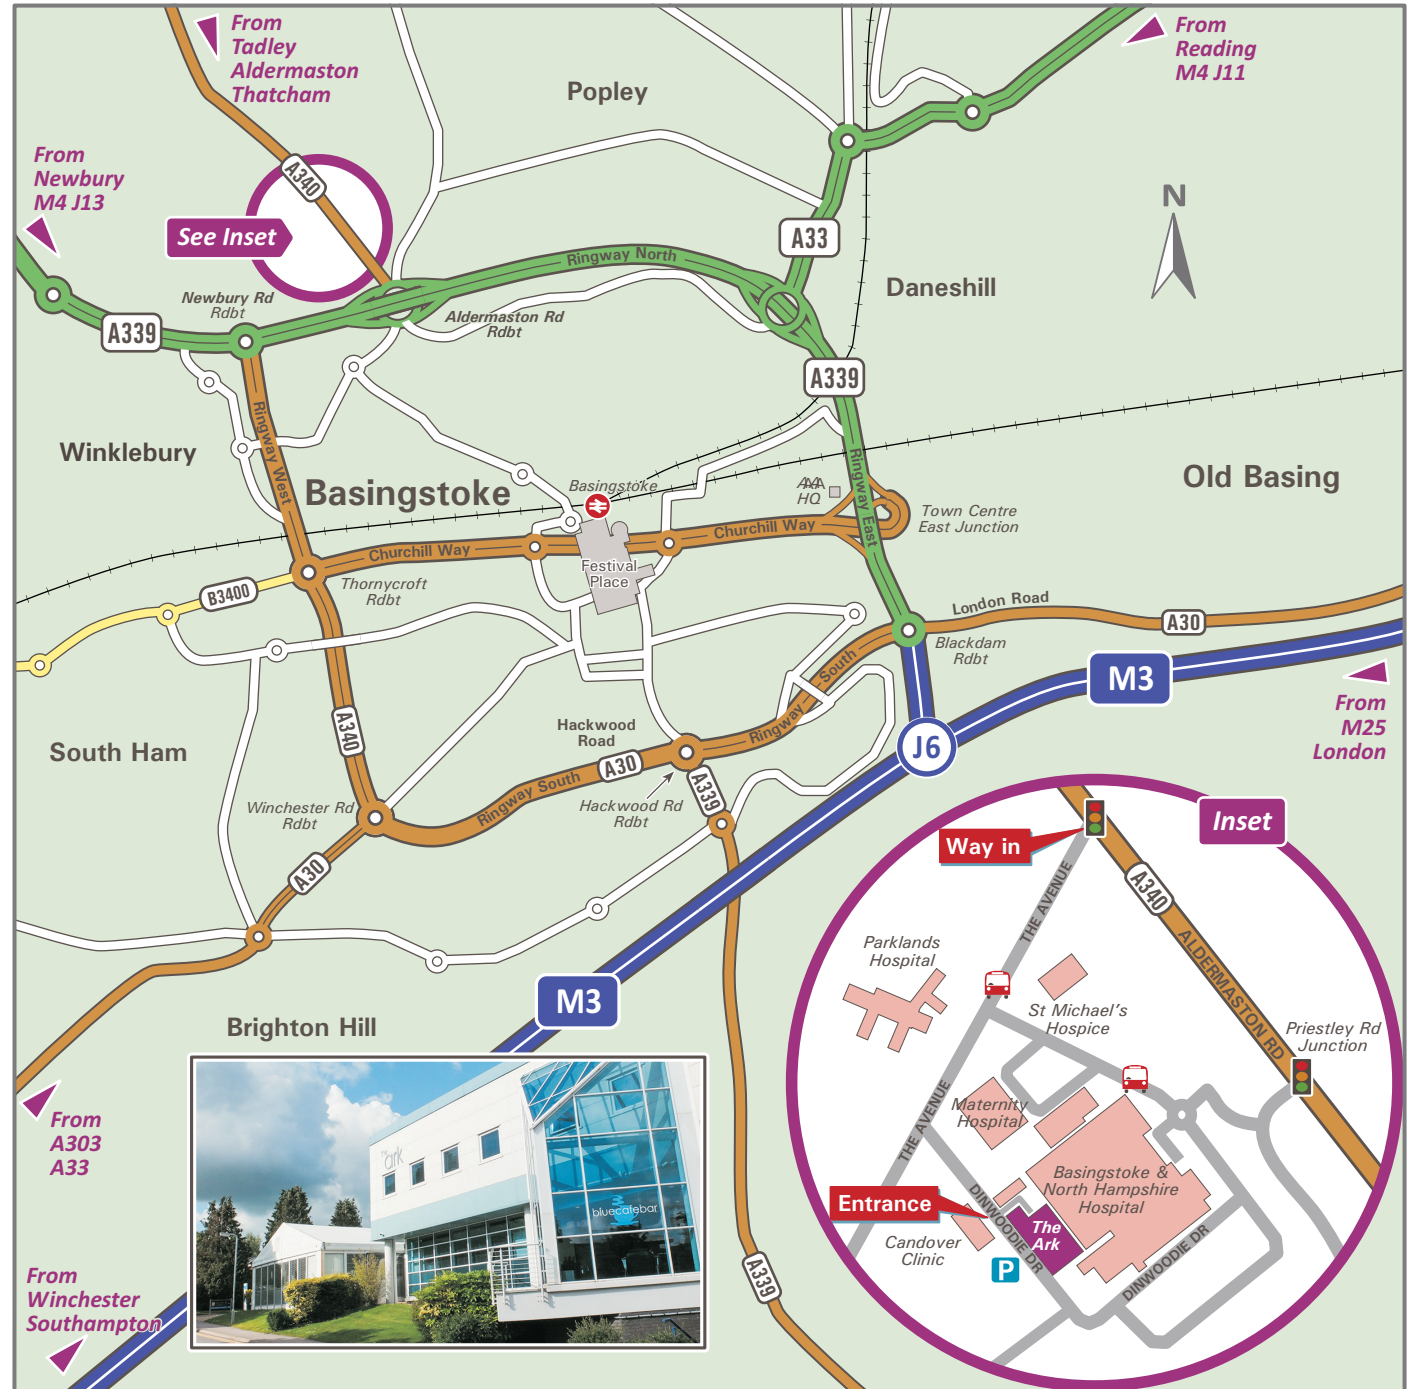 From
Tadley
Aldermaston
Thatcham
From
Reading
M4 J11
Popley
From
Newbury
M4 J13
A340
See Inset
N
A33
Ringway North
Daneshill
Newbury Rd
Rdbt
Aldermaston Rd
Rdbt
A339
A339
Ringway West
Winklebury
Basingstoke
Basingstoke
AA
HQ
Ringway East
Old Basing
Town Centre
East Junction
Churchill Way
Churchill Way
Festival
Place
Thornycroft
Rdbt
B3400
London Road
A30
Blackdam
Rdbt
M3
From
M25
London
South Ham
A340
Hackwood
Road
Ringway South
J6
A30
Ringway South
A339
Hackwood Rd
Rdbt
Winchester Rd
Rdbt
A30
Inset
Way in
A340
THE AVENUE
ALDERMASTON RD
Parklands
Hospital
St Michael's
Hospice
Priestley Rd
Junction
M3
Brighton Hill
Maternity
Hospital
THE AVENUE
Basingstoke &
North Hampshire
Hospital
Entrance
DINWOODIE DR
The
Ark
Candover
Clinic
P
DINWOODIE DR
From
A303
A33
the
ark
bluecafebar
A339
From
Winchester
Southampton